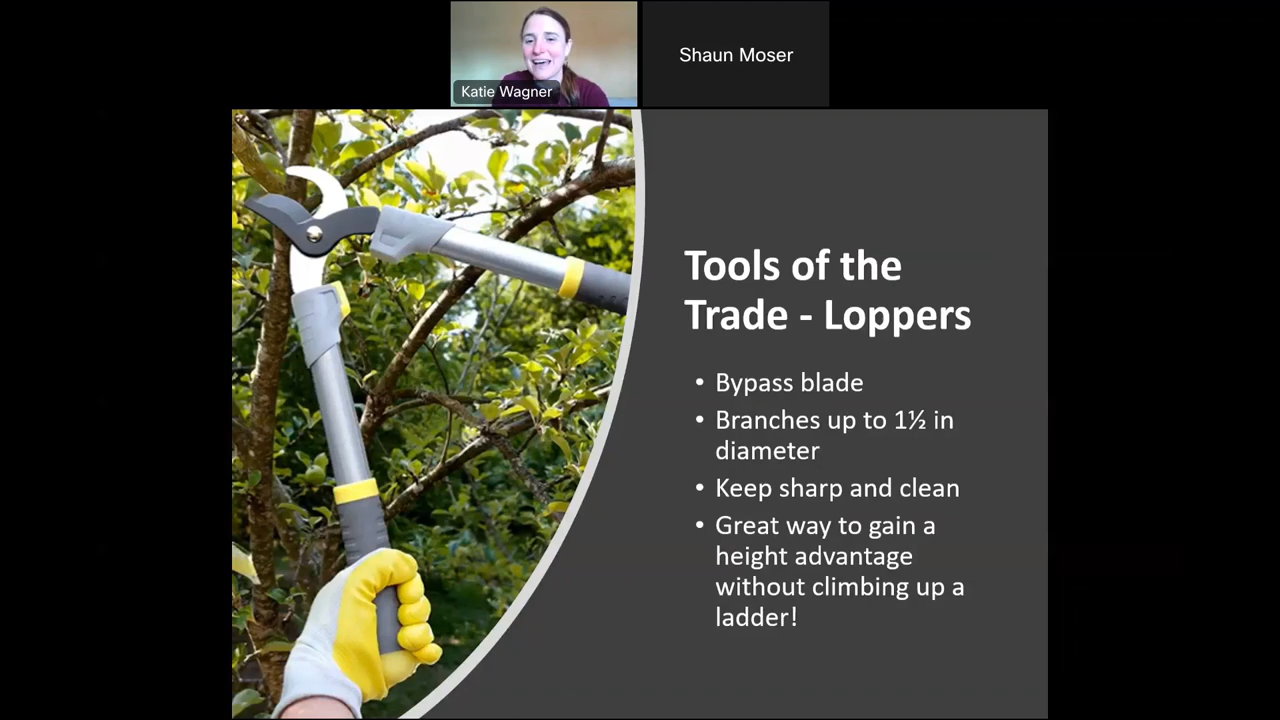 Katie Wagner
Shaun Moser
Tools of the
Trade - Loppers
• Bypass blade
• Branches up to 1½ in
diameter
• Keep sharp and clean
• Great way to gain a
height advantage
without climbing up a
ladder!